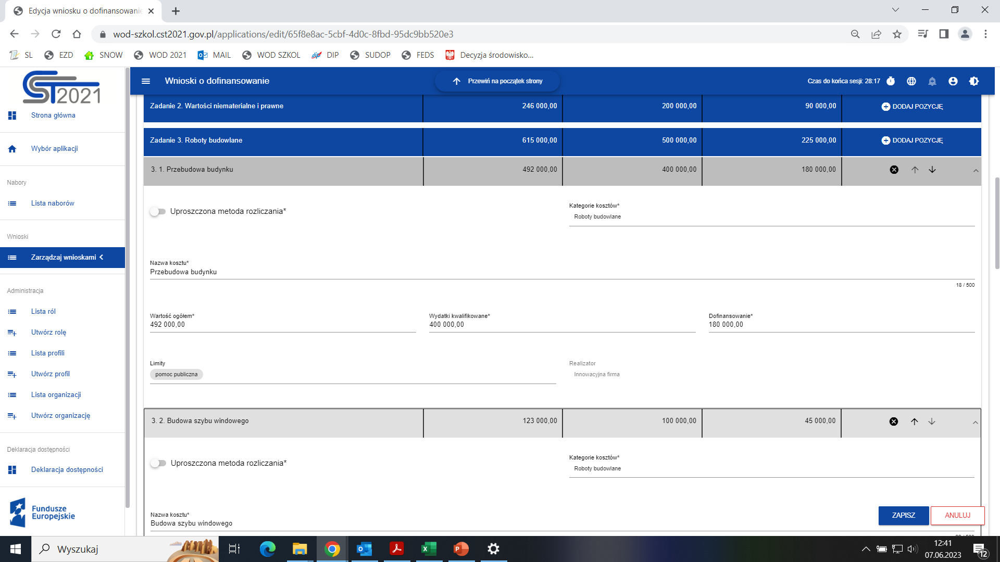 Edycja wniosku o dofinansowanie
wod-szkol.cst2021.gov.pl/applications/edit/65f8e8ac-5cbf-4d0c-8fbd-95dc9bb520e3
SL EZD SNOW WOD 2021 MAIL WOD SZKOL DIP SUDOP FEDS Decyzja środowisko...
CST2021
Strona główna
Wybór aplikacji
Nabory
Lista naborów
Wnioski
Zarządzaj wnioskami
Administracja
Lista ról
Utwórz rolę
Lista profili
Utwórz profil
Lista organizacji
Utwórz organizację
Deklaracja dostępności
Deklaracja dostępności
Fundusze
Europejskie
Wnioski o dofinansowanie Przewiń na początek strony Czas do końca sesji: 28:17
Zadanie 2. Wartości niematerialne i prawne 246 000,00 200 000,00 90 000,00 DODAJ POZYCJĘ
Zadanie 3. Roboty budowlane 615 000,00 500 000,00 225 000,00 DODAJ POZYCJĘ
3. 1. Przebudowa budynku 492 000,00 400 000,00 180 000,00
Uproszczona metoda rozliczania*
Kategorie kosztów*
Roboty budowlane
Nazwa kosztu*
Przebudowa budynku
18 / 500
Wartość ogółem* Wydatki kwalifikowane* Dofinansowanie*
492 000,00 400 000,00 180 000,00
Limity Realizator
pomoc publiczna Innowacyjna firma
3. 2. Budowa szybu windowego 123 000,00 100 000,00 45 000,00
Uproszczona metoda rozliczania*
Kategorie kosztów*
Roboty budowlane
Nazwa kosztu*
Budowa szybu windowego
ZAPISZ ANULUJ
Wyszukaj
12:41
07.06.2023
12